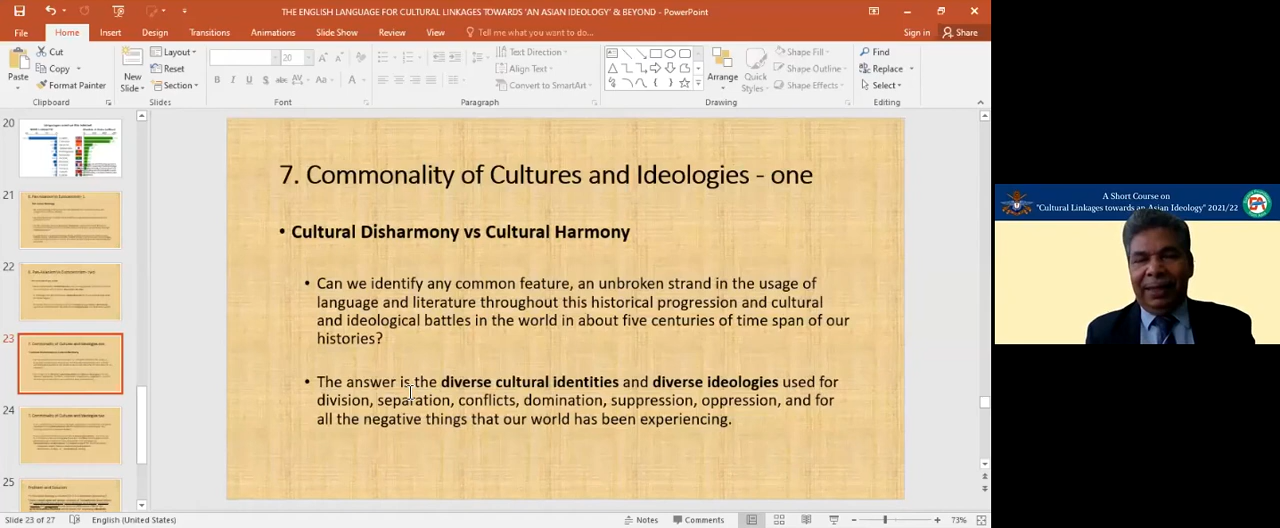 THE ENGLISH LANGUAGE FOR CULTURAL LINKAGES TOWARDS 'AN ASIAN IDEOLOGY' & BEYOND - PowerPoint
File Home Insert Design Transitions Animations Slide Show Review View Tell me what you want to do... Sign in Share
Cut
Copy
Format Painter
Paste
Clipboard
New
Slide
Layout
Reset
Section
Slides
20
B I U S abc AV Aa A
Font
Text Direction
Align Text
Convert to SmartArt
Paragraph
Arrange
Quick
Styles
Shape Fill
Shape Outline
Shape Effects
Drawing
Find
Replace
Select
Editing
20
21
22
23
24
25
Problem and Solution
7. Commonality of Cultures and Ideologies - one
• Cultural Disharmony vs Cultural Harmony
• Can we identify any common feature, an unbroken strand in the usage of
language and literature throughout this historical progression and cultural
and ideological battles in the world in about five centuries of time span of our
histories?
• The answer is the diverse cultural identities and diverse ideologies used for
division, separation, conflicts, domination, suppression, oppression, and for
all the negative things that our world has been experiencing.
A Short Course on
"Cultural Linkages towards an Asian Ideology" 2021/22
Slide 23 of 27 English (United States) Notes Comments 73%